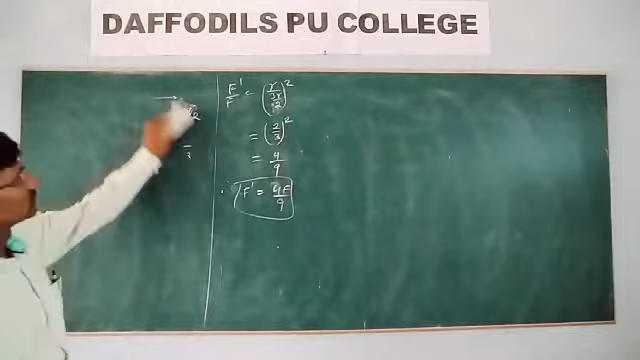 DAFFODILS PU COLLEGE
F'/F = (r/(3r/2))²
= (2/3)²
= 4/9
F' = 4F/9